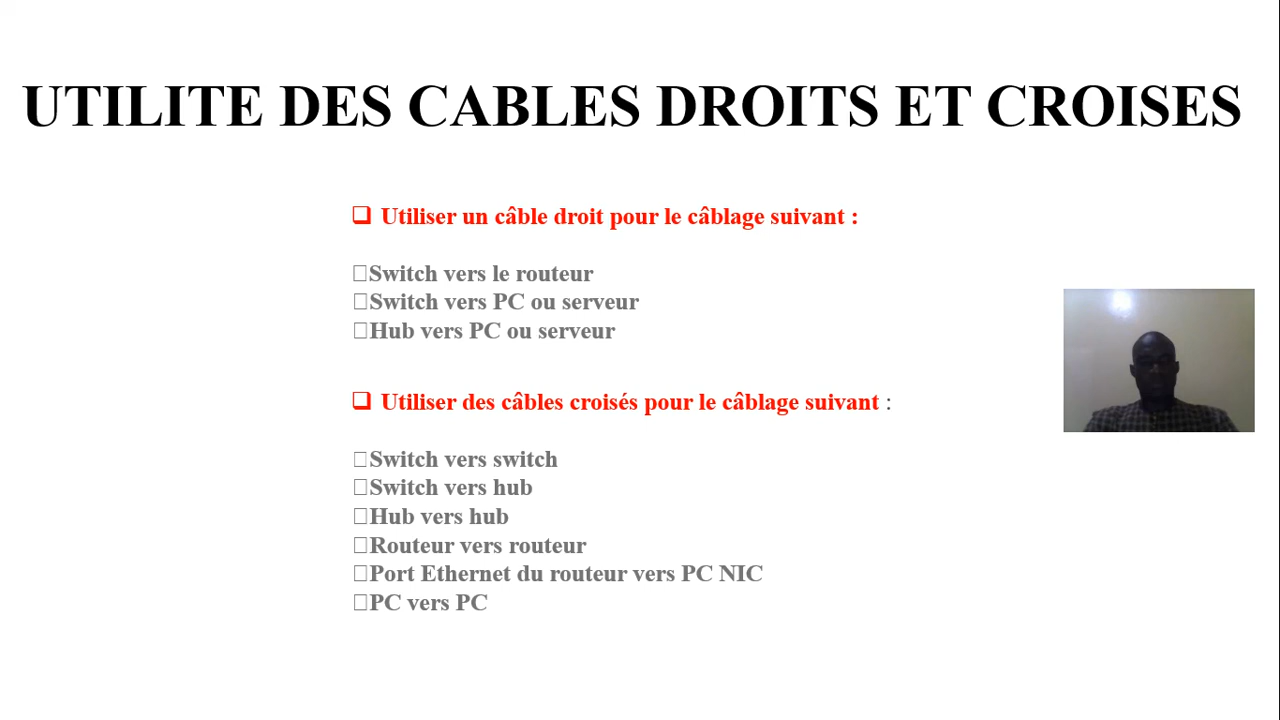 UTILITE DES CABLES DROITS ET CROISES
Utiliser un câble droit pour le câblage suivant :
Switch vers le routeur
Switch vers PC ou serveur
Hub vers PC ou serveur
Utiliser des câbles croisés pour le câblage suivant :
Switch vers switch
Switch vers hub
Hub vers hub
Routeur vers routeur
Port Ethernet du routeur vers PC NIC
PC vers PC